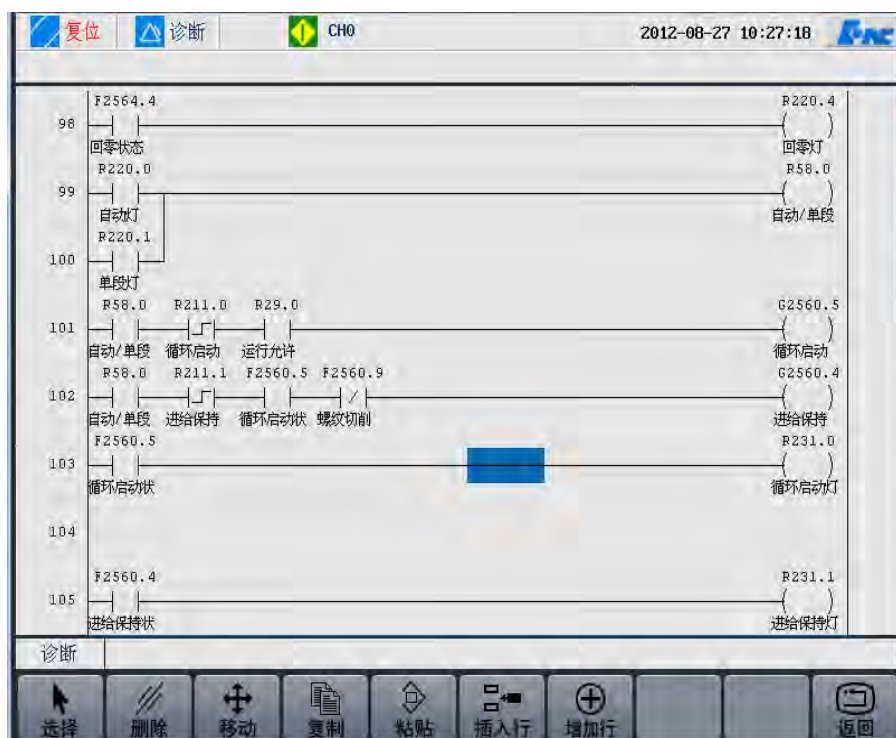 复位 诊断 CH0 2012-08-27 10:27:18
F2564.4 R220.4
98
回零状态 回零灯
R220.0 R58.0
99
自动灯 自动/单段
R220.1
100
单段灯
R58.0 R211.0 R29.0 G2560.5
101
自动/单段 循环启动 运行允许 循环启动
R58.0 R211.1 F2560.5 F2560.9 G2560.4
102
自动/单段 进给保持 循环启动状 螺纹切削 进给保持
F2560.5 R231.0
103
循环启动状 循环启动灯
104
F2560.4 R231.1
105
进给保持状 进给保持灯
诊断
选择 删除 移动 复制 粘贴 插入行 增加行 返回